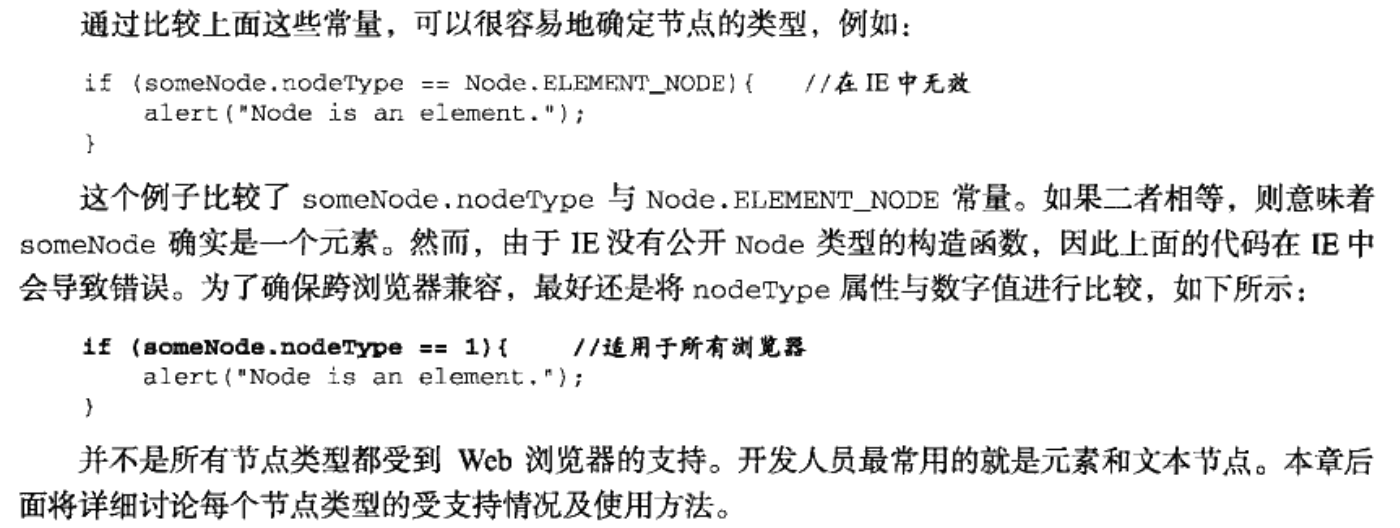 通过比较上面这些常量，可以很容易地确定节点的类型，例如：
if (someNode.nodeType == Node.ELEMENT_NODE){ //在 IE 中无效
alert("Node is an element.");
}
这个例子比较了 someNode.nodeType 与 Node.ELEMENT_NODE 常量。如果二者相等，则意味着
someNode 确实是一个元素。然而，由于 IE 没有公开 Node 类型的构造函数，因此上面的代码在 IE 中
会导致错误。为了确保跨浏览器兼容，最好还是将 nodeType 属性与数字值进行比较，如下所示：
if (someNode.nodeType == 1){ //适用于所有浏览器
alert("Node is an element.");
}
并不是所有节点类型都受到 Web 浏览器的支持。开发人员最常用的就是元素和文本节点。本章后
面将详细讨论每个节点类型的受支持情况及使用方法。